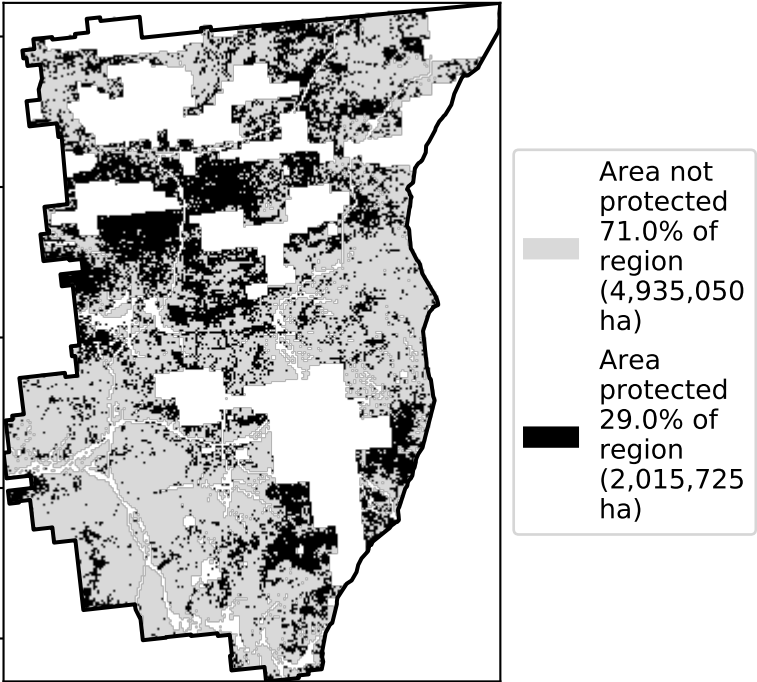 Area not
protected
71.0% of
region
(4,935,050
ha)
Area
protected
29.0% of
region
(2,015,725
ha)